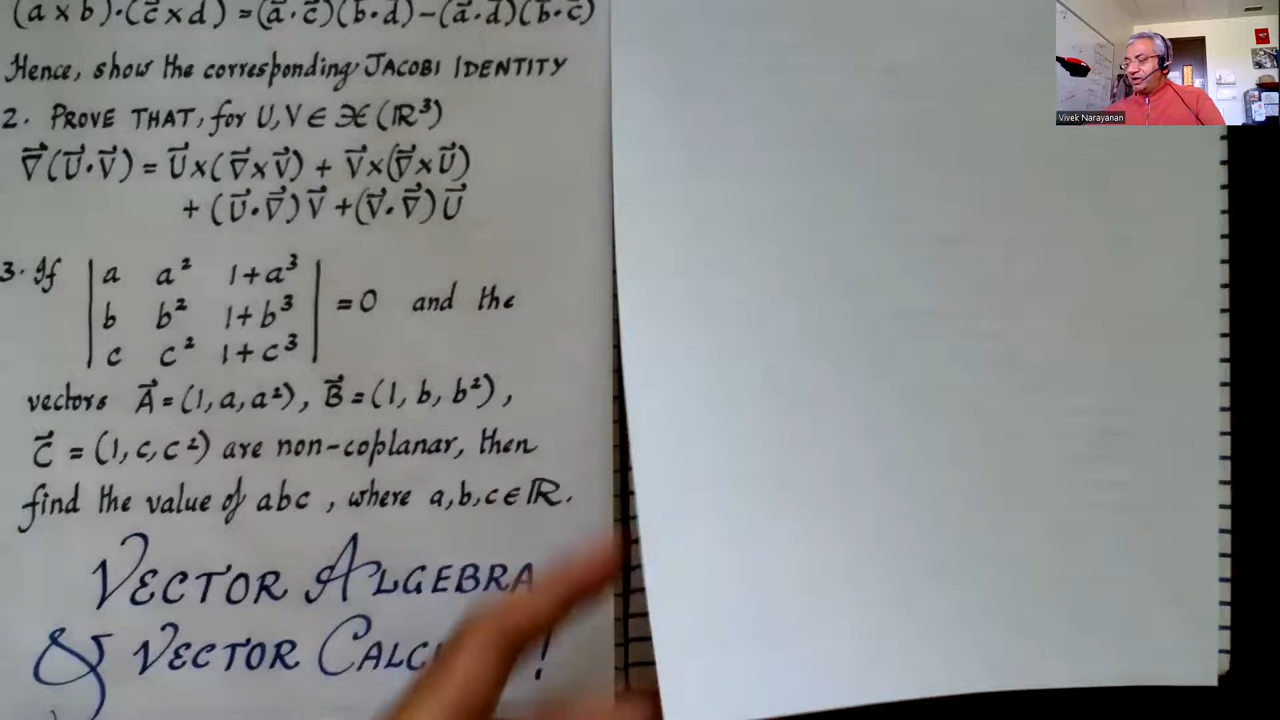 (a⃗ × b⃗)·(c⃗ × d⃗) = (a⃗·c⃗)(b⃗·d⃗) − (a⃗·d⃗)(b⃗·c⃗)
Hence, show the corresponding JACOBI IDENTITY
2. PROVE THAT, for U, V ∈ 𝔛(ℝ³)
∇⃗(U⃗·V⃗) = U⃗×(∇⃗×V⃗) + V⃗×(∇⃗×U⃗)
+ (U⃗·∇⃗)V⃗ + (V⃗·∇⃗)U⃗
3. If | a a² 1+a³ |
| b b² 1+b³ | = 0 and the
| c c² 1+c³ |
vectors A⃗ = (1, a, a²), B⃗ = (1, b, b²),
C⃗ = (1, c, c²) are non-coplanar, then
find the value of abc, where a, b, c ∈ ℝ.
VECTOR ALGEBRA
& VECTOR !
Vivek Narayanan